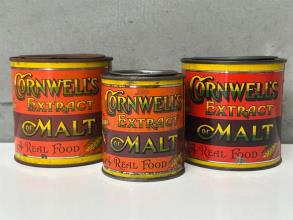 CORNWELL'S
EXTRACT
OF MALT
A REAL FOOD
CORNWELL'S
EXTRACT
OF MALT
A REAL FOOD
CORNWELL'S
EXTRACT
OF MALT
A REAL FOOD